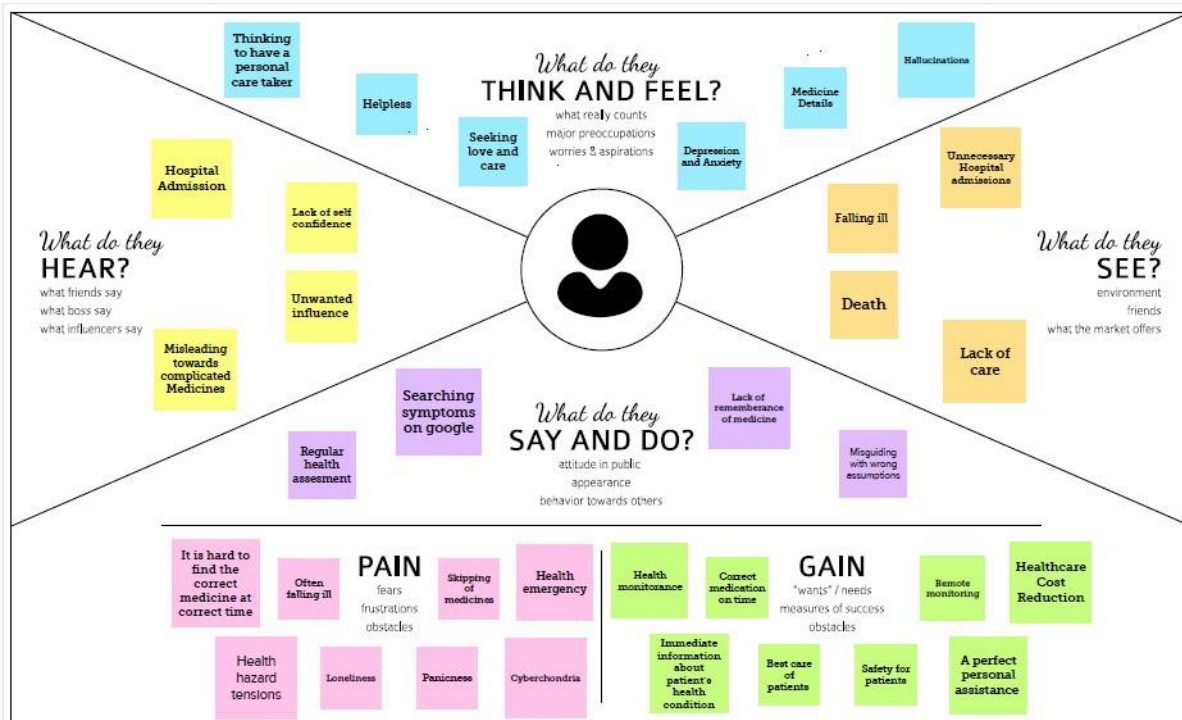 Thinking
to have a
personal
care taker
Helpless
Seeking
love and
care
What do they
THINK AND FEEL?
what really counts
major preoccupations
worries & aspirations
Depression
and Anxiety
Medicine
Details
Hallucinations
Hospital
Admission
Lack of self
confidence
What do they
HEAR?
what friends say
what boss say
what influencers say
Unwanted
influence
Misleading
towards
complicated
Medicines
Unnecessary
Hospital
admissions
Falling ill
What do they
SEE?
environment
friends
what the market offers
Death
Lack of
care
Searching
symptoms
on google
Regular
health
assesment
What do they
SAY AND DO?
attitude in public
appearance
behavior towards others
Lack of
rememberance
of medicine
Misguiding
with wrong
assumptions
It is hard to
find the
correct
medicine at
correct time
Often
falling ill
PAIN
fears
frustrations
obstacles
Skipping
of
medicines
Health
emergency
Health
hazard
tensions
Loneliness
Panicness
Cyberchondria
Health
monitorance
Correct
medication
on time
GAIN
"wants" / needs
measures of success
obstacles
Remote
monitoring
Healthcare
Cost
Reduction
Immediate
information
about
patient's
health
condition
Best care
of
patients
Safety for
patients
A perfect
personal
assistance